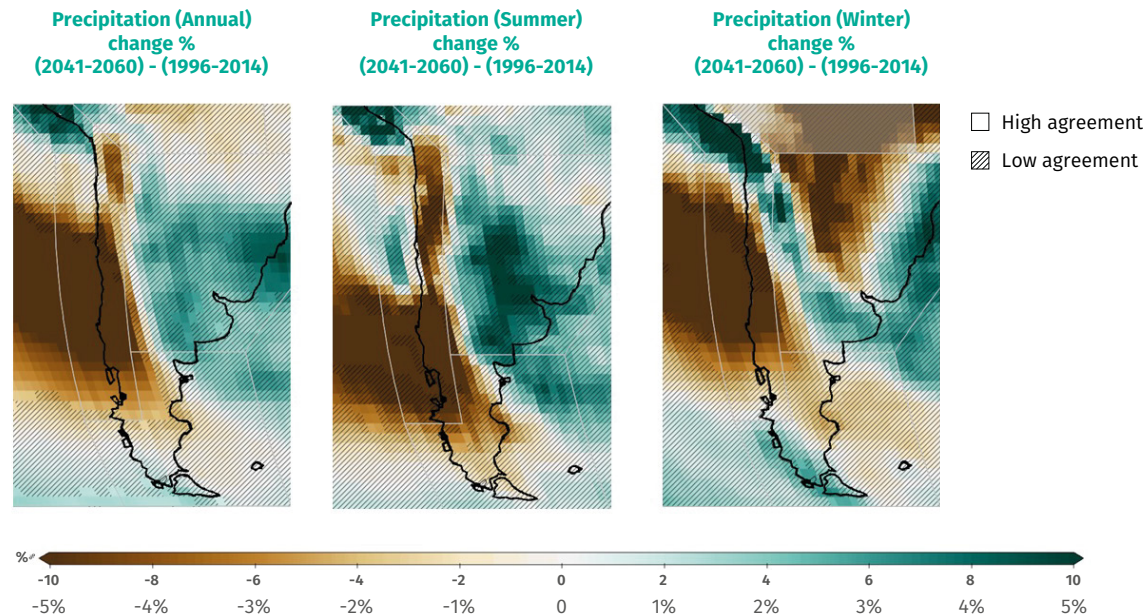 Precipitation (Annual)
change %
(2041-2060) - (1996-2014)
Precipitation (Summer)
change %
(2041-2060) - (1996-2014)
Precipitation (Winter)
change %
(2041-2060) - (1996-2014)
High agreement
Low agreement
%
-10 -8 -6 -4 -2 0 2 4 6 8 10
-5% -4% -3% -2% -1% 0 1% 2% 3% 4% 5%